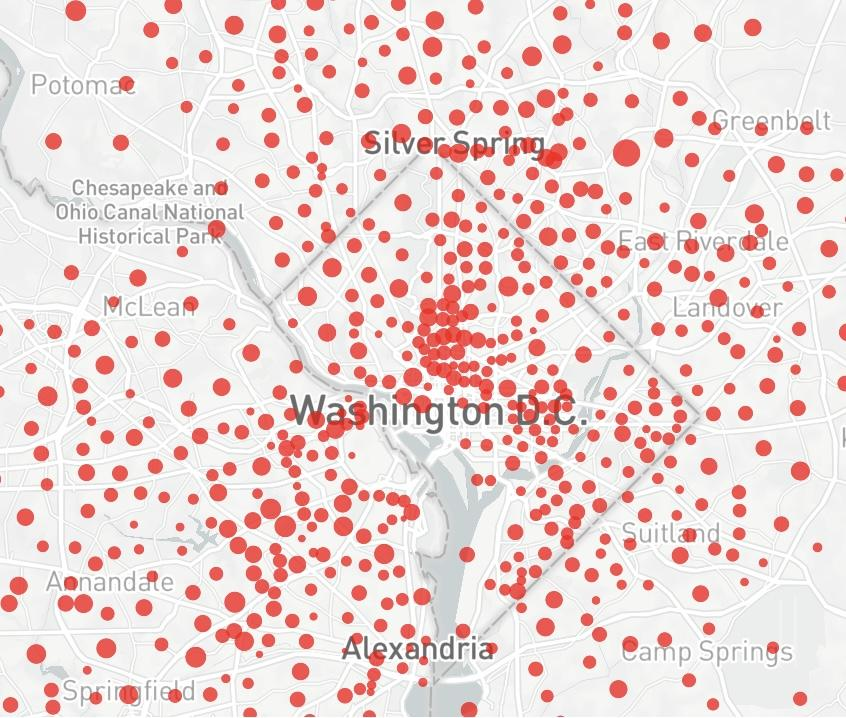 Potomac
Silver Spring
Greenbelt
Chesapeake and
Ohio Canal National
Historical Park
East Riverdale
McLean
Landover
Washington D.C.
Suitland
Annandale
Alexandria
Camp Springs
Springfield